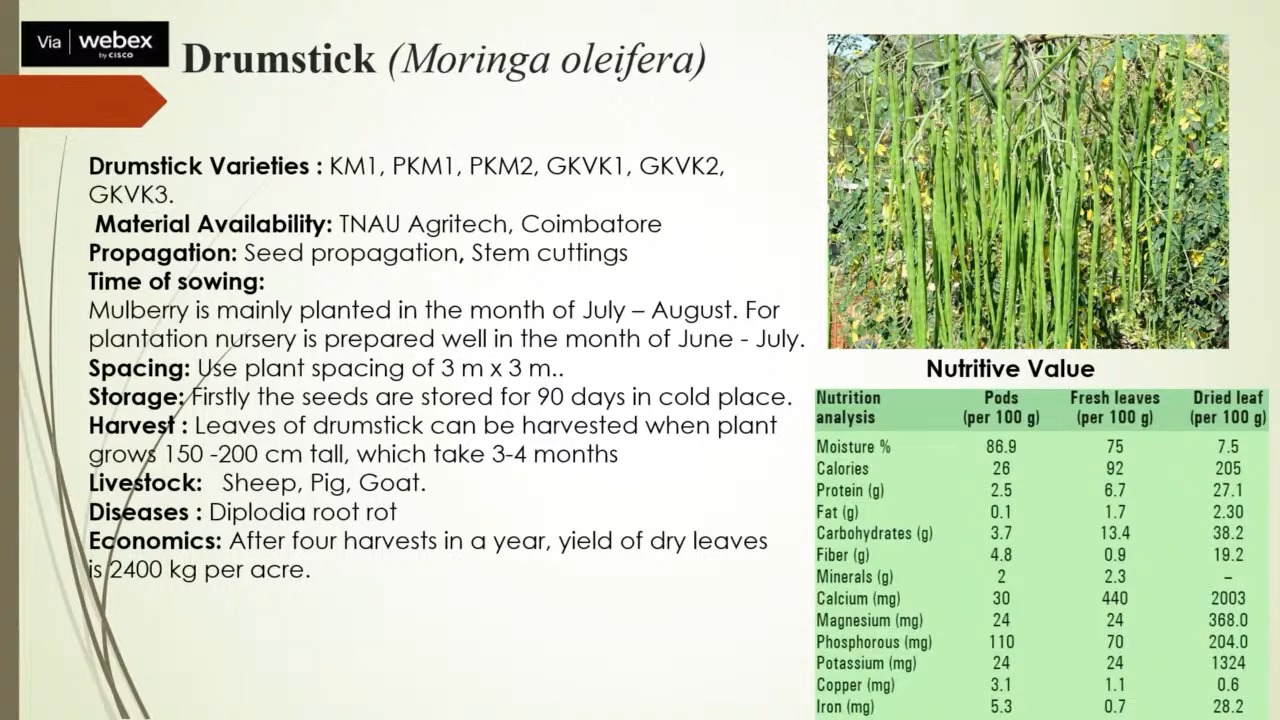 Via | webex
by CISCO
Drumstick (Moringa oleifera)
Drumstick Varieties : KM1, PKM1, PKM2, GKVK1, GKVK2,
GKVK3.
Material Availability: TNAU Agritech, Coimbatore
Propagation: Seed propagation, Stem cuttings
Time of sowing:
Mulberry is mainly planted in the month of July – August. For
plantation nursery is prepared well in the month of June - July.
Spacing: Use plant spacing of 3 m x 3 m..
Storage: Firstly the seeds are stored for 90 days in cold place.
Harvest : Leaves of drumstick can be harvested when plant
grows 150 -200 cm tall, which take 3-4 months
Livestock: Sheep, Pig, Goat.
Diseases : Diplodia root rot
Economics: After four harvests in a year, yield of dry leaves
is 2400 kg per acre.
Nutritive Value
Nutrition Pods Fresh leaves Dried leaf
analysis (per 100 g) (per 100 g) (per 100 g)
Moisture % 86.9 75 7.5
Calories 26 92 205
Protein (g) 2.5 6.7 27.1
Fat (g) 0.1 1.7 2.30
Carbohydrates (g) 3.7 13.4 38.2
Fiber (g) 4.8 0.9 19.2
Minerals (g) 2 2.3 –
Calcium (mg) 30 440 2003
Magnesium (mg) 24 24 368.0
Phosphorous (mg) 110 70 204.0
Potassium (mg) 24 24 1324
Copper (mg) 3.1 1.1 0.6
Iron (mg) 5.3 0.7 28.2